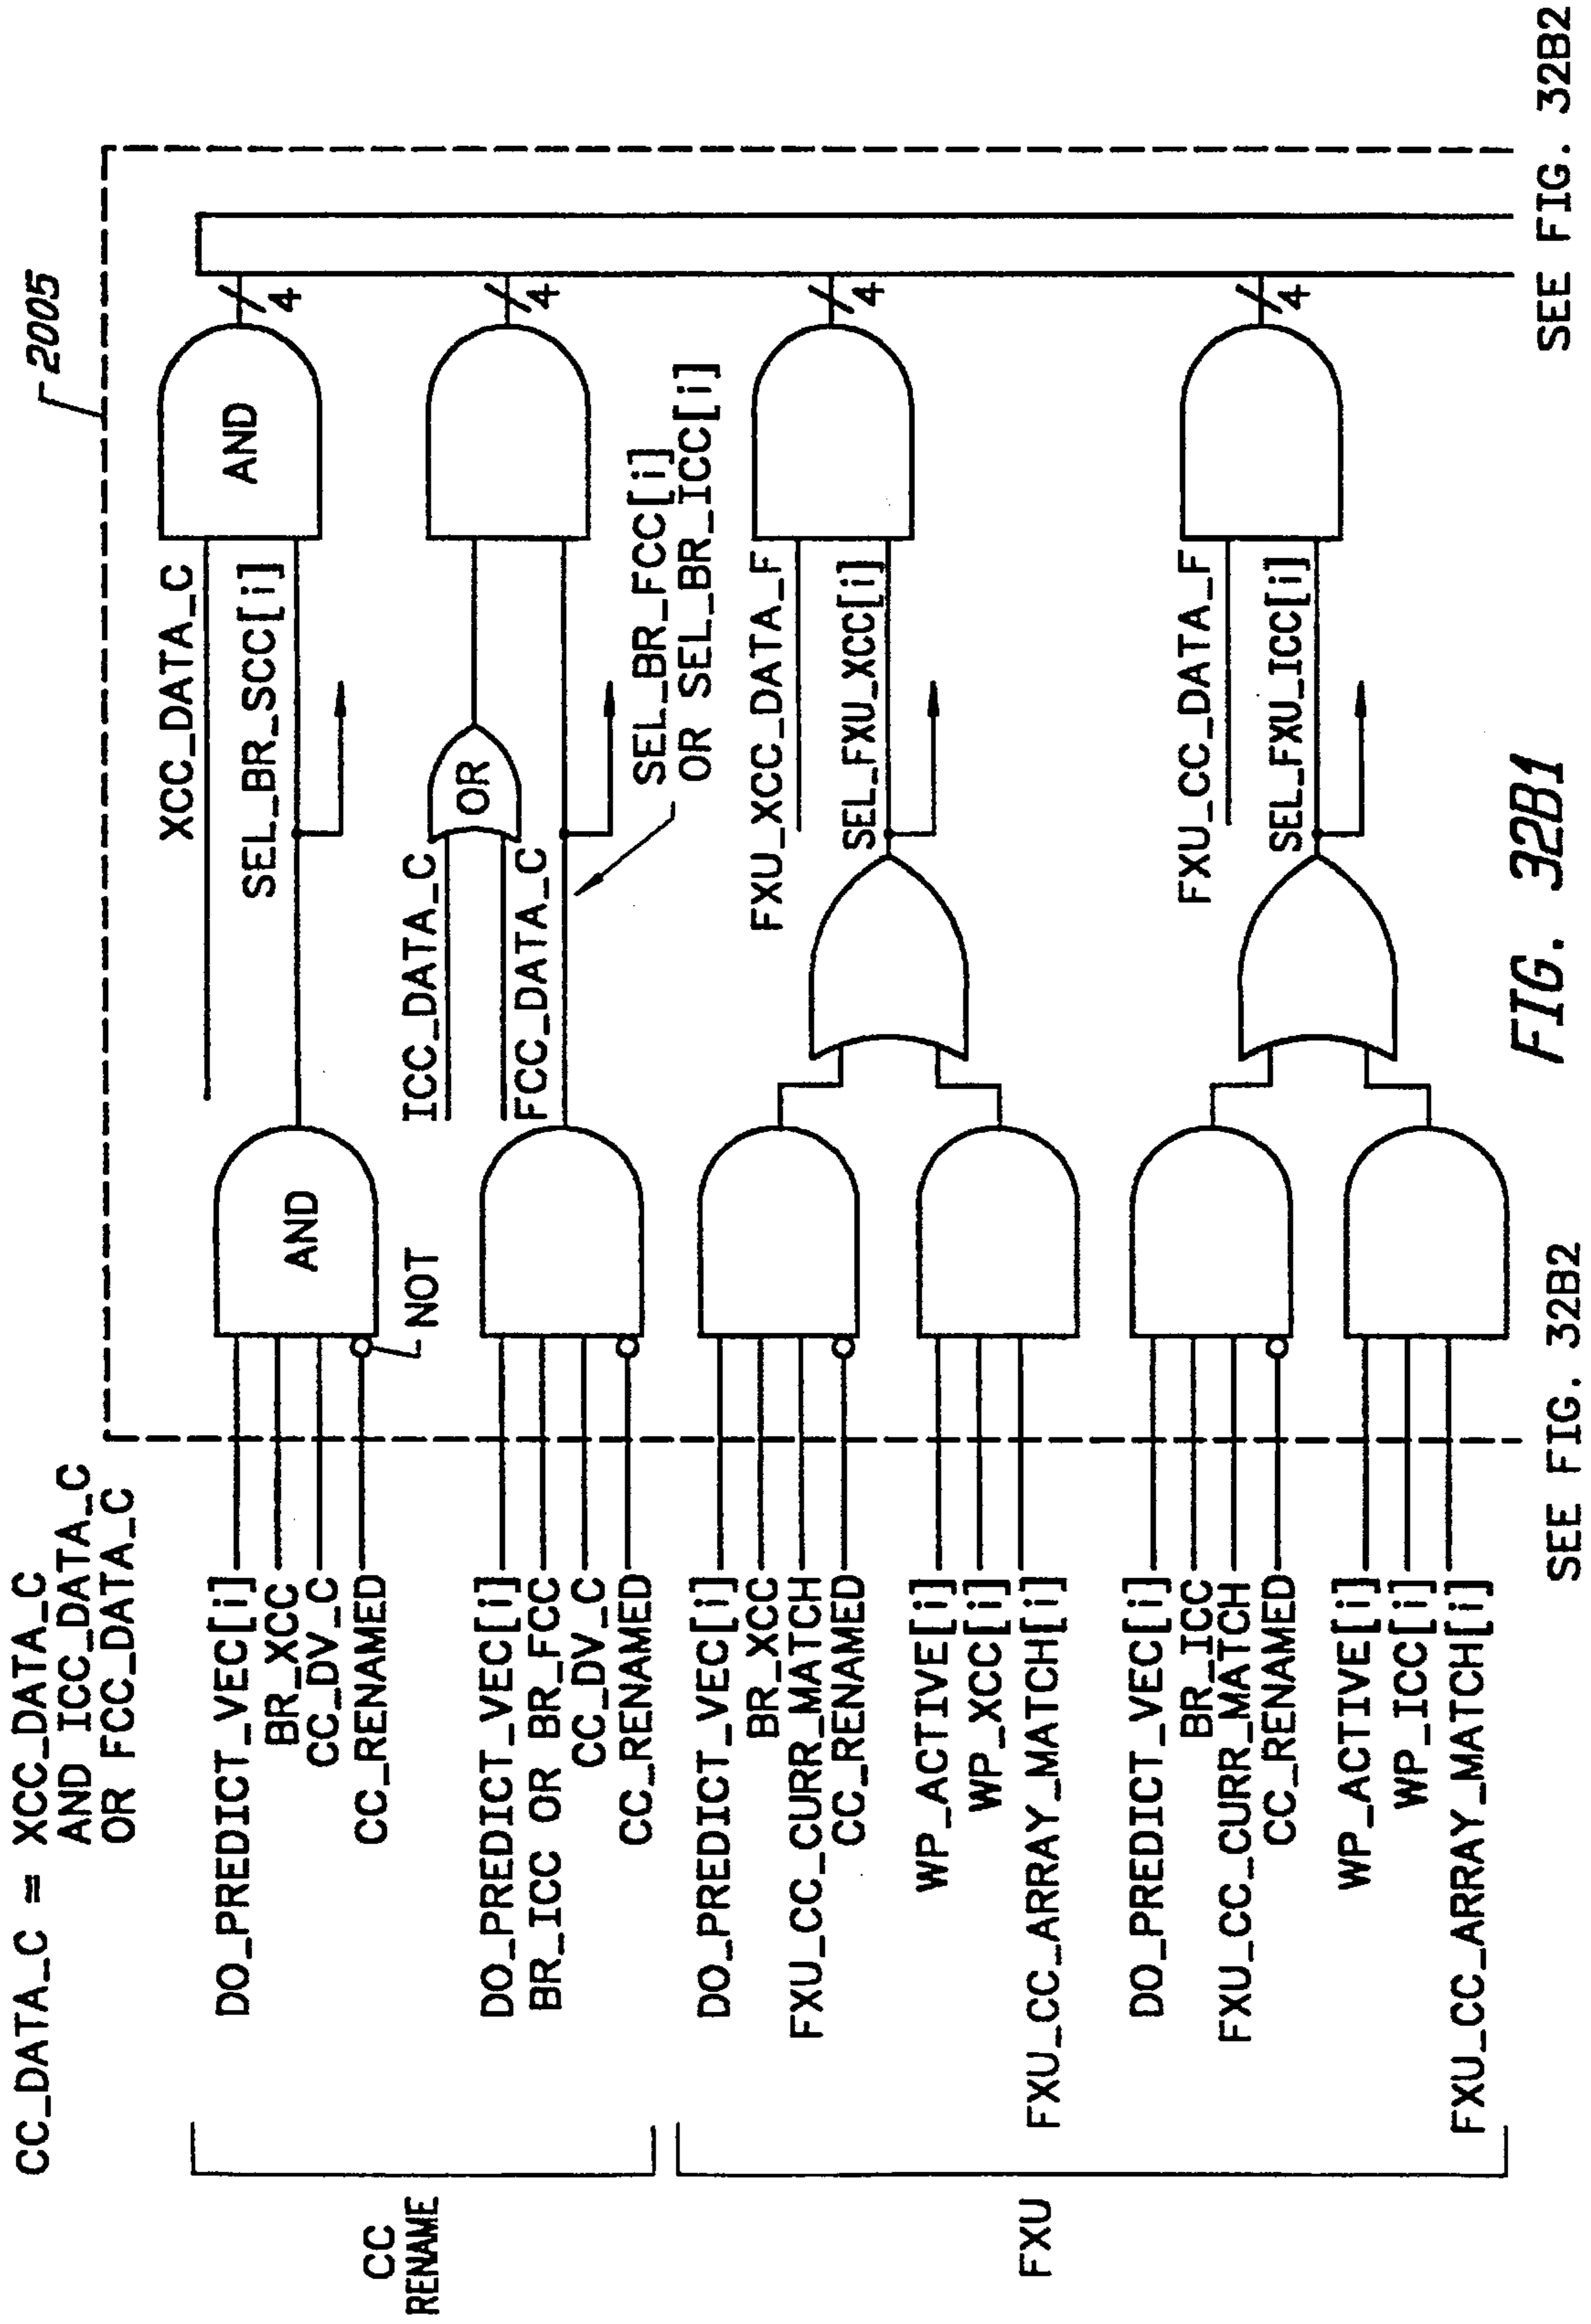 CC_DATA_C = XCC_DATA_C
AND ICC_DATA_C
OR FCC_DATA_C
2005
CC
RENAME
DO_PREDICT_VEC[i]
BR_XCC
CC_DV_C
CC_RENAMED
AND
NOT
XCC_DATA_C
SEL_BR_SCC[i]
AND
4
DO_PREDICT_VEC[i]
BR_ICC OR BR_FCC
CC_DV_C
CC_RENAMED
ICC_DATA_C
FCC_DATA_C
OR
SEL_BR_FCC[i]
OR SEL_BR_ICC[i]
4
FXU
DO_PREDICT_VEC[i]
BR_XCC
FXU_CC_CURR_MATCH
CC_RENAMED
WP_ACTIVE[i]
WP_XCC[i]
FXU_CC_ARRAY_MATCH[i]
FXU_XCC_DATA_F
SEL_FXU_XCC[i]
4
DO_PREDICT_VEC[i]
BR_ICC
FXU_CC_CURR_MATCH
CC_RENAMED
WP_ACTIVE[i]
WP_ICC[i]
FXU_CC_ARRAY_MATCH[i]
FXU_CC_DATA_F
SEL_FXU_ICC[i]
4
SEE FIG. 32B2
FIG. 32B1
SEE FIG. 32B2